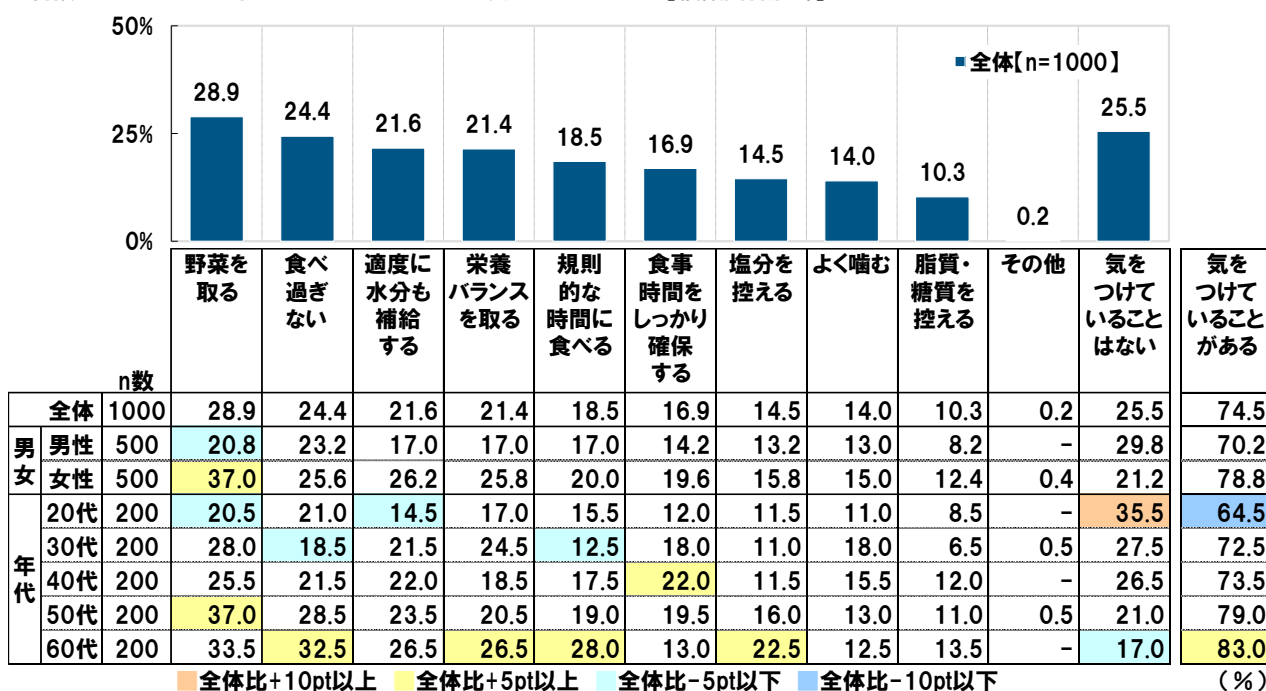 50%
25%
0%
■全体【n=1000】
28.9 24.4 21.6 21.4 18.5 16.9 14.5 14.0 10.3 0.2 25.5
n数
野菜を
取る
食べ
過ぎ
ない
適度に
水分も
補給
する
栄養
バランス
を取る
規則
的な
時間に
食べる
食事
時間を
しっかり
確保
する
塩分を
控える
よく噛む
脂質・
糖質を
控える
その他
気を
つけて
いること
はない
気を
つけて
いること
がある
全体 1000 28.9 24.4 21.6 21.4 18.5 16.9 14.5 14.0 10.3 0.2 25.5 74.5
男女
男性 500 20.8 23.2 17.0 17.0 17.0 14.2 13.2 13.0 8.2 - 29.8 70.2
女性 500 37.0 25.6 26.2 25.8 20.0 19.6 15.8 15.0 12.4 0.4 21.2 78.8
年代
20代 200 20.5 21.0 14.5 17.0 15.5 12.0 11.5 11.0 8.5 - 35.5 64.5
30代 200 28.0 18.5 21.5 24.5 12.5 18.0 11.0 18.0 6.5 0.5 27.5 72.5
40代 200 25.5 21.5 22.0 18.5 17.5 22.0 11.5 15.5 12.0 - 26.5 73.5
50代 200 37.0 28.5 23.5 20.5 19.0 19.5 16.0 13.0 11.0 0.5 21.0 79.0
60代 200 33.5 32.5 26.5 26.5 28.0 13.0 22.5 12.5 13.5 - 17.0 83.0
■全体比+10pt以上 ■全体比+5pt以上 ■全体比-5pt以下 ■全体比-10pt以下 (%)